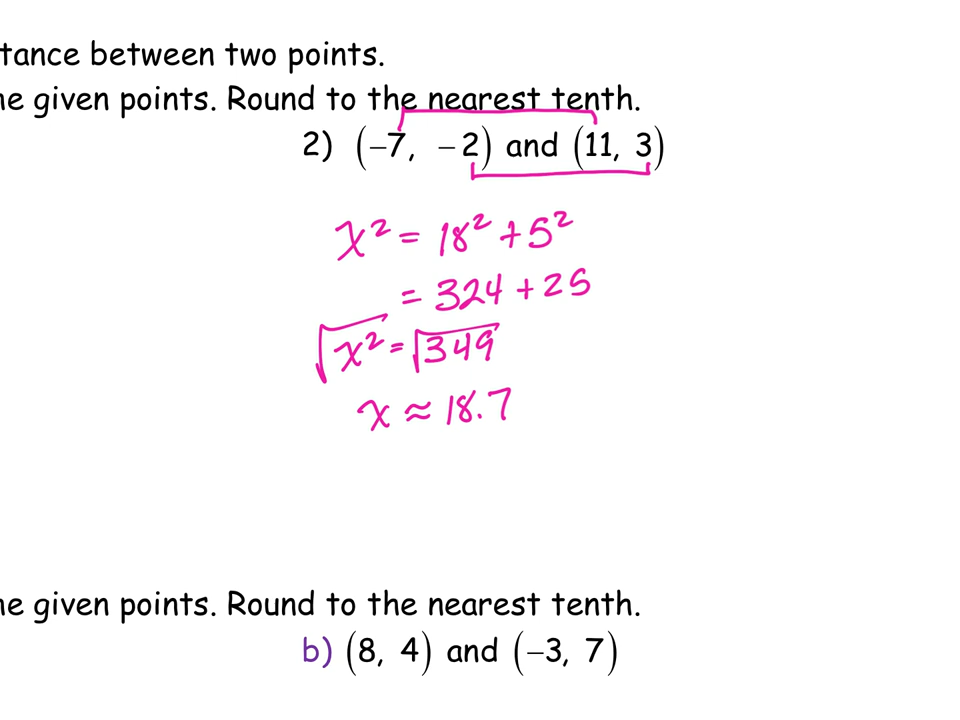 tance between two points.
he given points. Round to the nearest tenth.
2) (−7, −2) and (11, 3)
x² = 18² + 5²
= 324 + 25
√x² = √349
x ≈ 18.7
he given points. Round to the nearest tenth.
b) (8, 4) and (−3, 7)